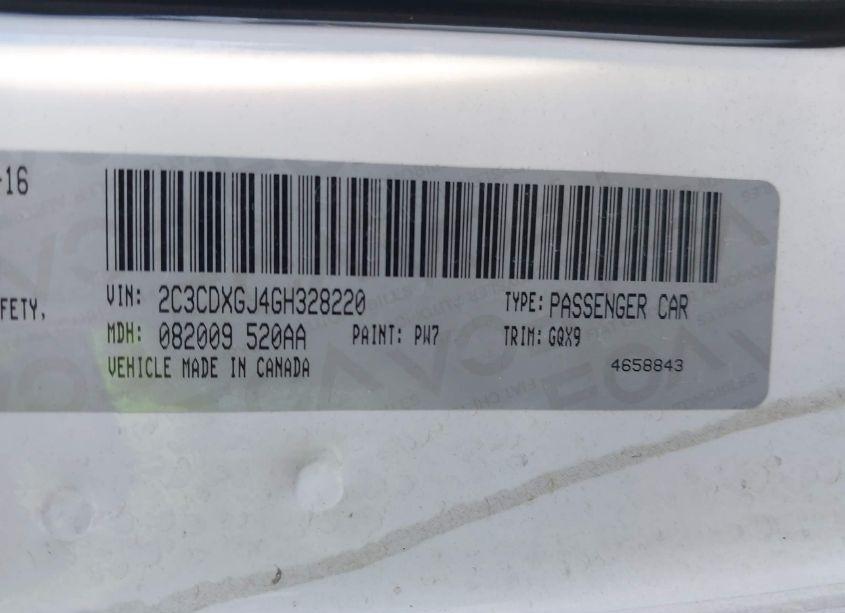 -16
FETY,
VIN: 2C3CDXGJ4GH328220
TYPE: PASSENGER CAR
MDH: 082009 520AA
PAINT: PW7
TRIM: GQX9
VEHICLE MADE IN CANADA
4658843